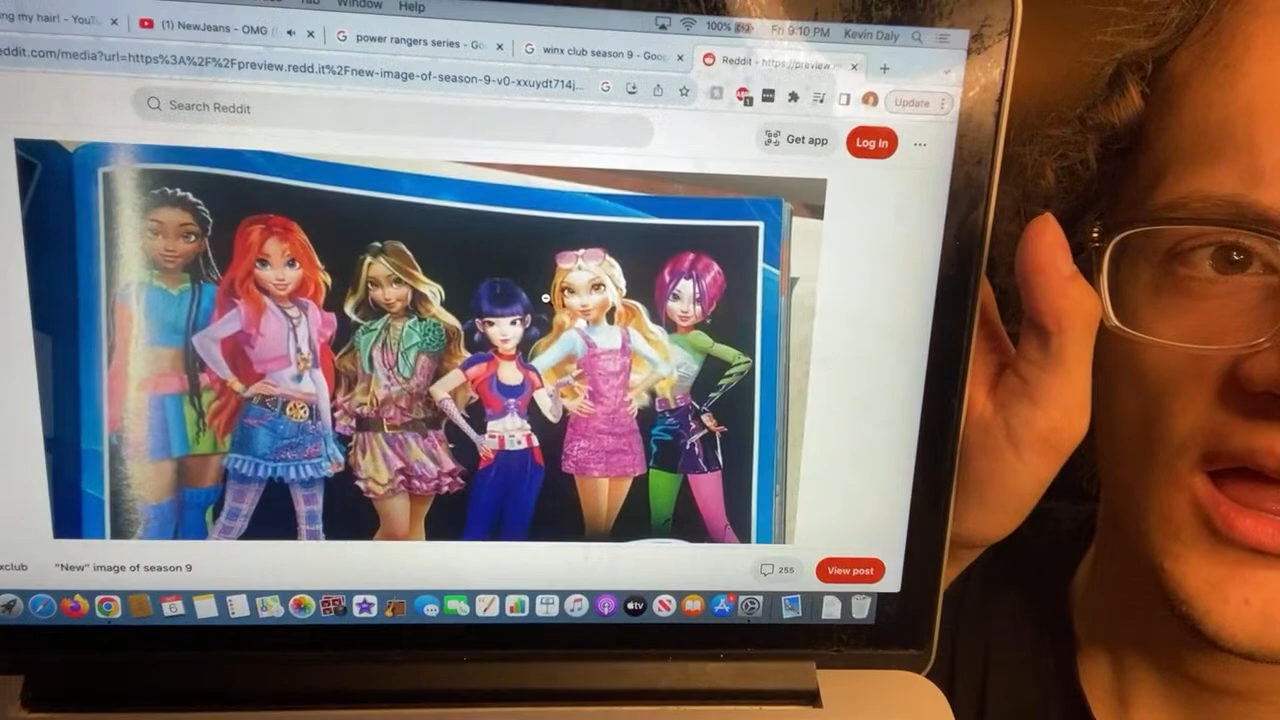 Window Help
100% Fri 9:10 PM Kevin Daly
ng my hair! - YouTu
(1) NewJeans - OMG
power rangers series - Go
winx club season 9 - Goo
Reddit - https://preview.
eddit.com/media?url=https%3A%2F%2Fpreview.redd.it%2Fnew-image-of-season-9-v0-xxuydt714j...
Update
Search Reddit
Get app
Log In
xclub "New" image of season 9
255
View post
6
tv